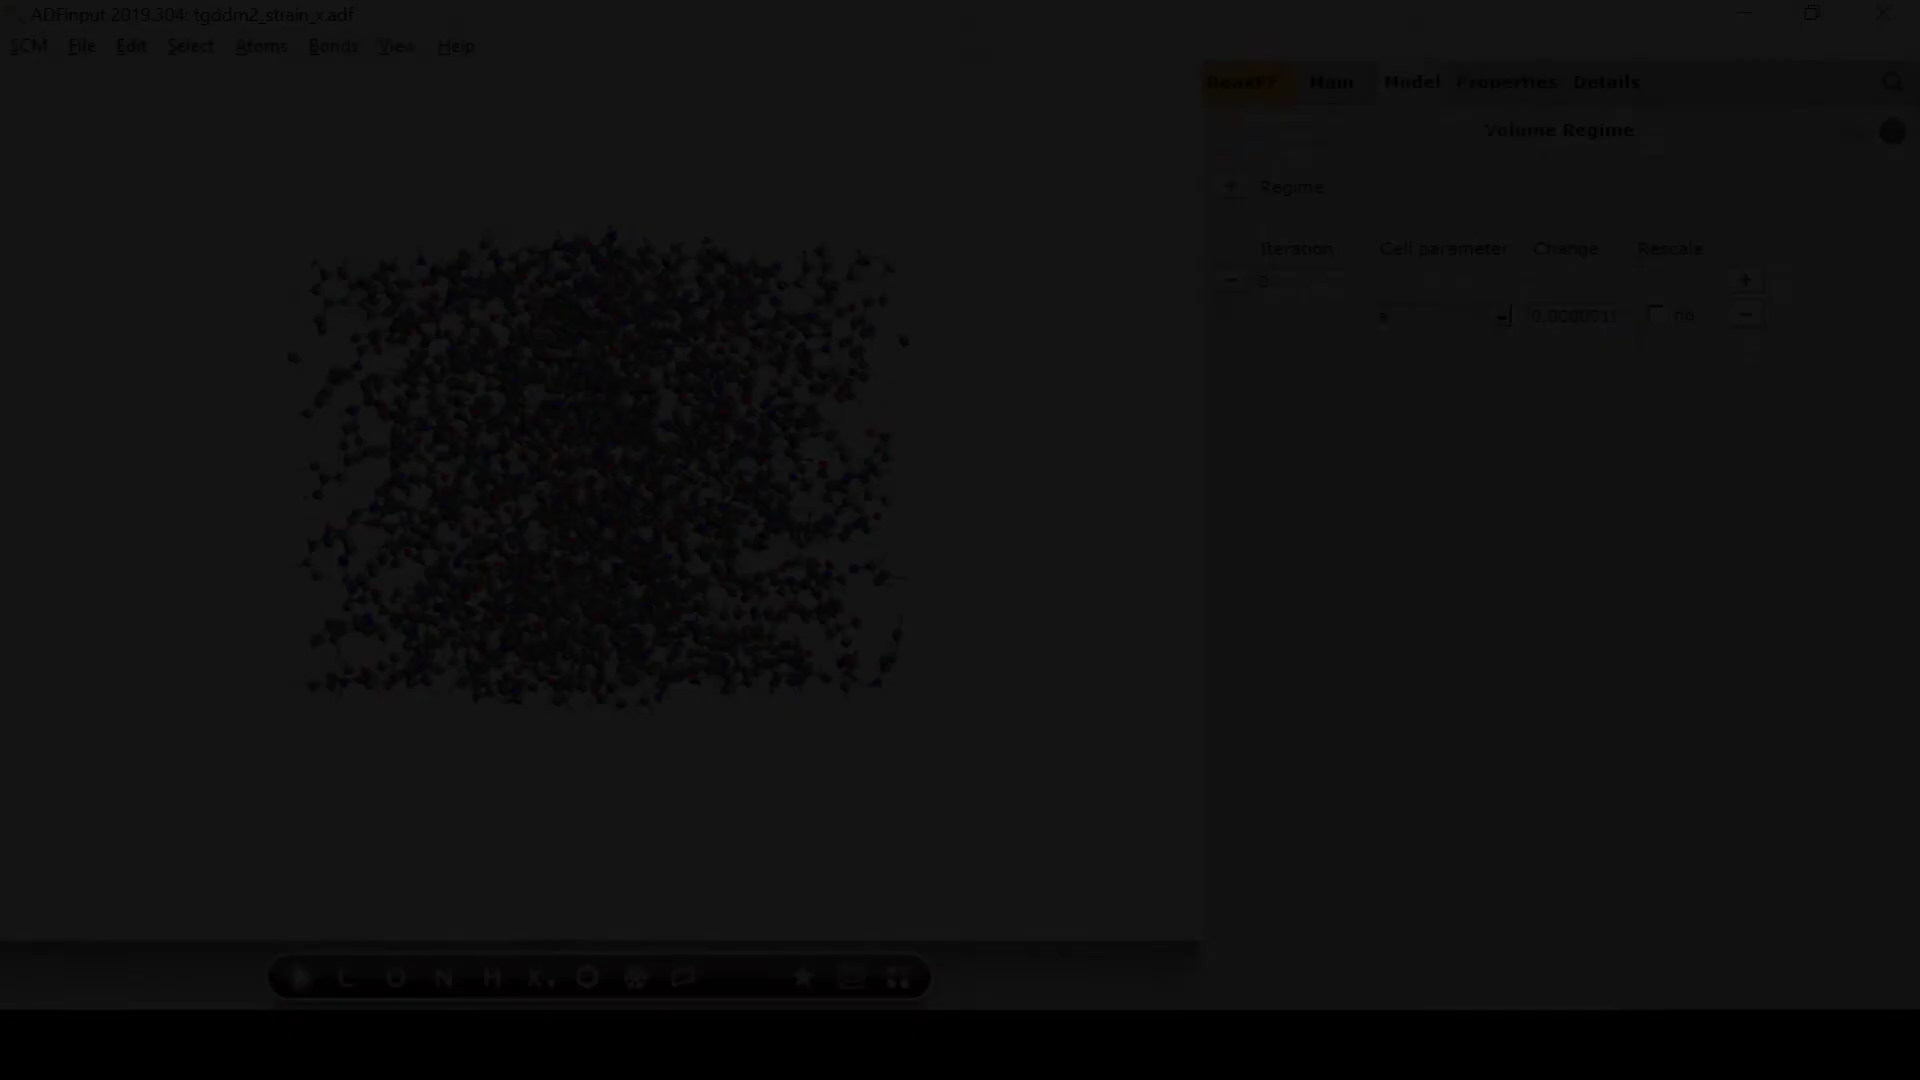 ADFinput 2019.304: tgddm2_strain_x.adf
SCM File Edit Select Atoms Bonds View Help
ReaxFF Main Model Properties Details
Volume Regime
+ Regime
Iteration Cell parameter Change Rescale
- 0 +
a no -
C O N H X